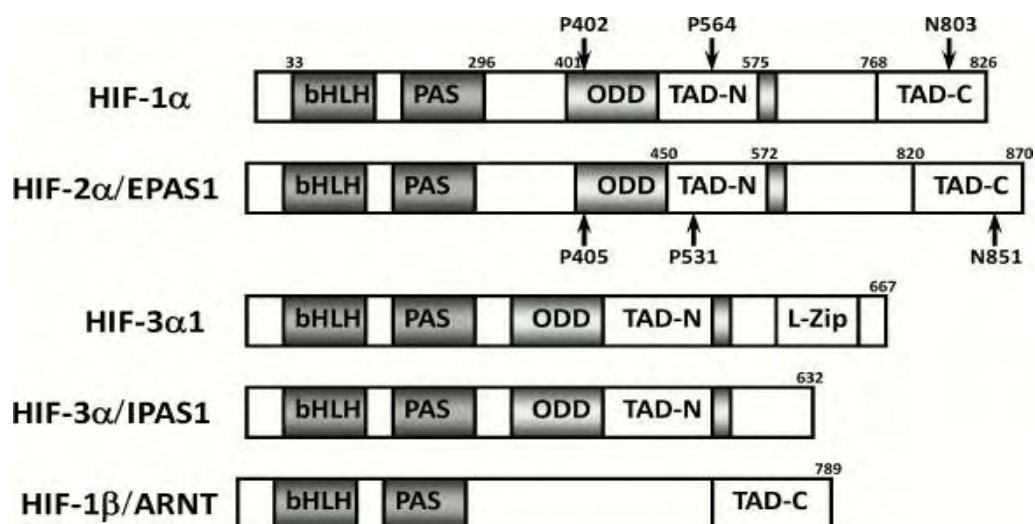 P402 P564 N803
33 296 401 575 768 826
HIF-1α bHLH PAS ODD TAD-N TAD-C
450 572 820 870
HIF-2α/EPAS1 bHLH PAS ODD TAD-N TAD-C
P405 P531 N851
667
HIF-3α1 bHLH PAS ODD TAD-N L-Zip
632
HIF-3α/IPAS1 bHLH PAS ODD TAD-N
789
HIF-1β/ARNT bHLH PAS TAD-C